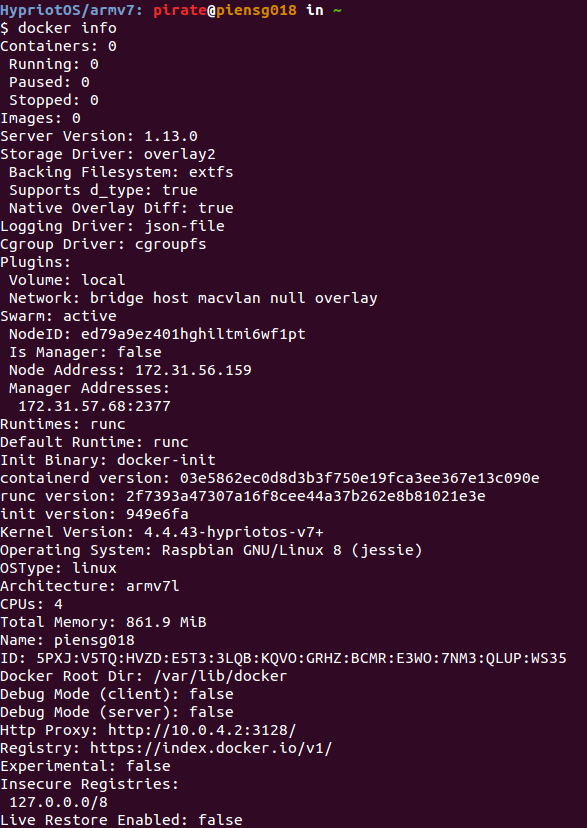 HypriotOS/armv7: pirate@piensg018 in ~
$ docker info
Containers: 0
 Running: 0
 Paused: 0
 Stopped: 0
Images: 0
Server Version: 1.13.0
Storage Driver: overlay2
 Backing Filesystem: extfs
 Supports d_type: true
 Native Overlay Diff: true
Logging Driver: json-file
Cgroup Driver: cgroupfs
Plugins:
 Volume: local
 Network: bridge host macvlan null overlay
Swarm: active
 NodeID: ed79a9ez401hghiltmi6wf1pt
 Is Manager: false
 Node Address: 172.31.56.159
 Manager Addresses:
  172.31.57.68:2377
Runtimes: runc
Default Runtime: runc
Init Binary: docker-init
containerd version: 03e5862ec0d8d3b3f750e19fca3ee367e13c090e
runc version: 2f7393a47307a16f8cee44a37b262e8b81021e3e
init version: 949e6fa
Kernel Version: 4.4.43-hypriotos-v7+
Operating System: Raspbian GNU/Linux 8 (jessie)
OSType: linux
Architecture: armv7l
CPUs: 4
Total Memory: 861.9 MiB
Name: piensg018
ID: 5PXJ:V5TQ:HVZD:E5T3:3LQB:KQVO:GRHZ:BCMR:E3WO:7NM3:QLUP:WS35
Docker Root Dir: /var/lib/docker
Debug Mode (client): false
Debug Mode (server): false
Http Proxy: http://10.0.4.2:3128/
Registry: https://index.docker.io/v1/
Experimental: false
Insecure Registries:
 127.0.0.0/8
Live Restore Enabled: false